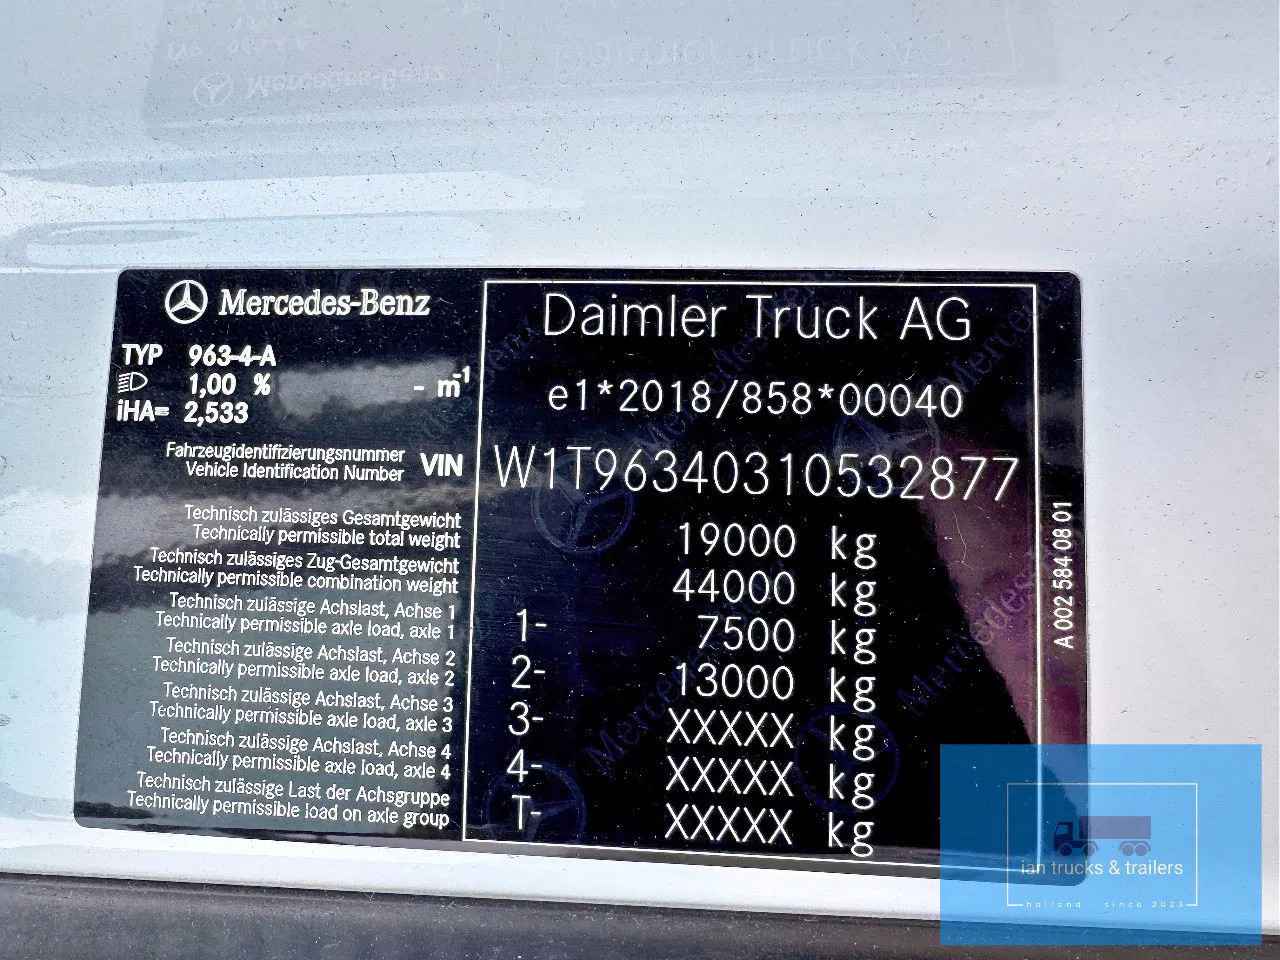 Mercedes-Benz
TYP 963-4-A
1,00 % - m-1
iHA= 2,533
Daimler Truck AG
e1*2018/858*00040
Fahrzeugidentifizierungsnummer
Vehicle Identification Number VIN W1T96340310532877
Technisch zulässiges Gesamtgewicht
Technically permissible total weight 19000 kg
Technisch zulässiges Zug-Gesamtgewicht
Technically permissible combination weight 44000 kg
Technisch zulässige Achslast, Achse 1
Technically permissible axle load, axle 1 1- 7500 kg
Technisch zulässige Achslast, Achse 2
Technically permissible axle load, axle 2 2- 13000 kg
Technisch zulässige Achslast, Achse 3
Technically permissible axle load, axle 3 3- XXXXX kg
Technisch zulässige Achslast, Achse 4
Technically permissible axle load, axle 4 4- XXXXX kg
Technisch zulässige Last der Achsgruppe
Technically permissible load on axle group T- XXXXX kg
A 002 584 08 01
ian trucks & trailers
holland since 2023